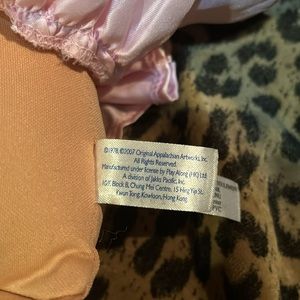 ©1978, ©2007 Original Appalachian Artworks, Inc.
All Rights Reserved.
Manufactured under license by Play Along (HK) Ltd
A division of Jakks Pacific, Inc.
10/F, Block B, Chung Mei Centre, 15 Hing Yip St.,
Kwun Tong, Kowloon, Hong Kong